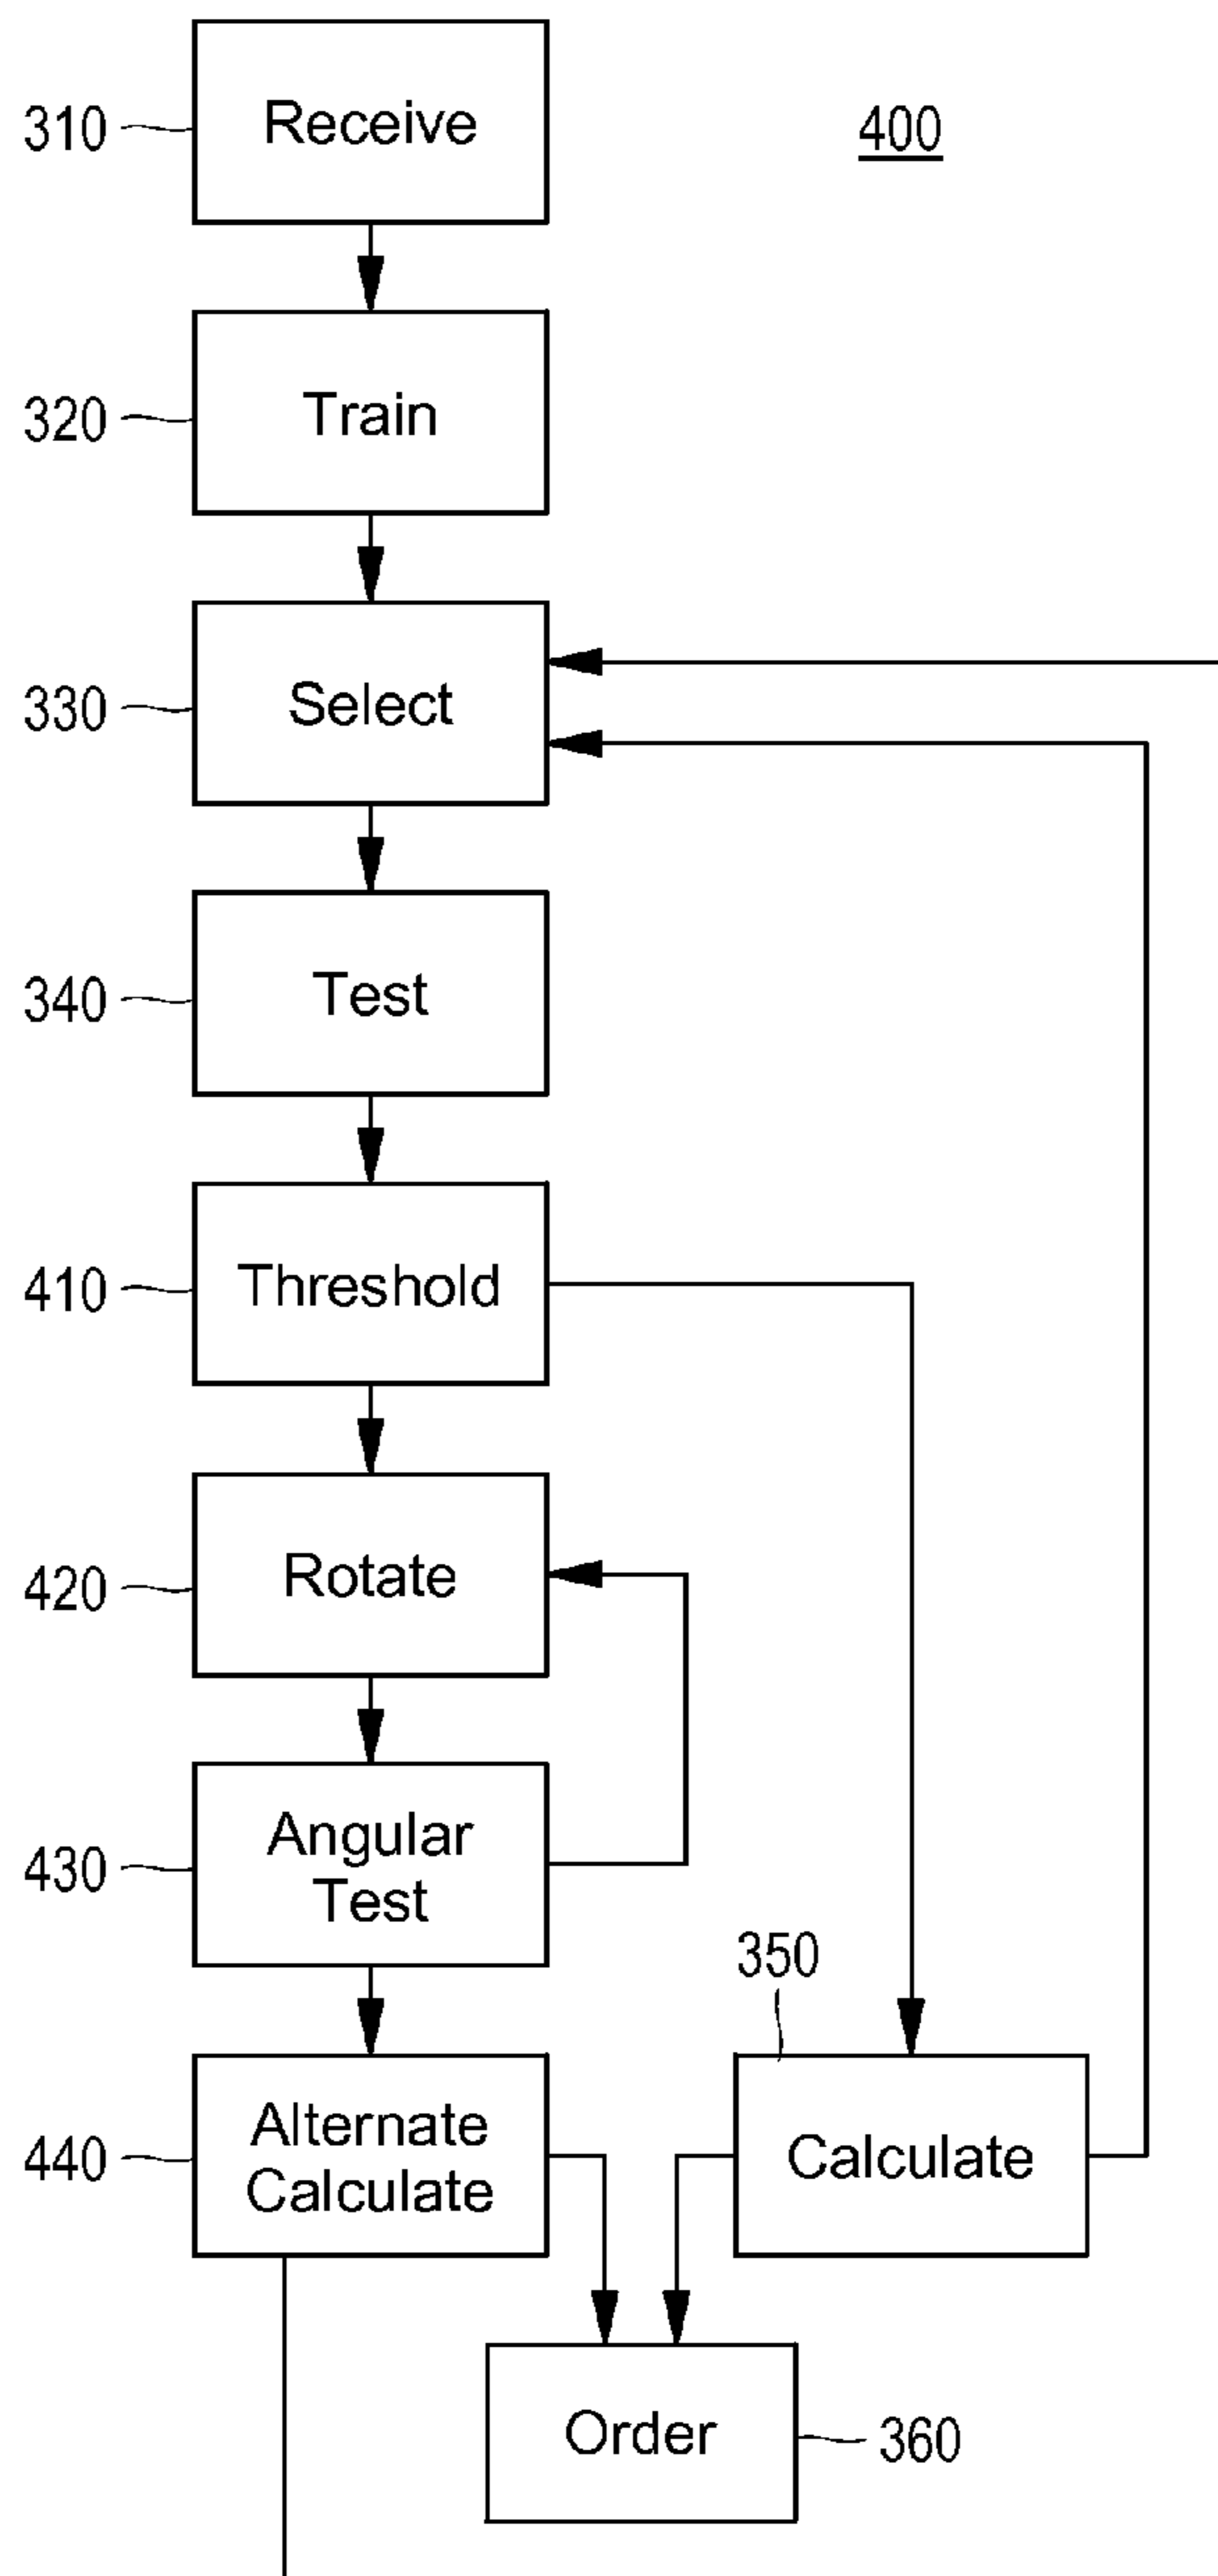 310
Receive
400
320
Train
330
Select
340
Test
410
Threshold
420
Rotate
430
Angular
Test
350
440
Alternate
Calculate
Calculate
Order
360